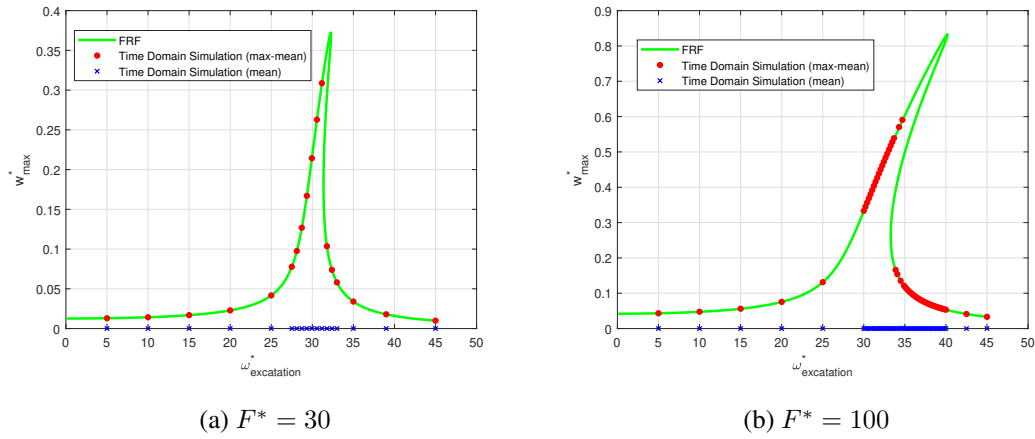 0.4
0.35
0.3
0.25
0.2
0.15
0.1
0.05
0
w*max
FRF
Time Domain Simulation (max-mean)
Time Domain Simulation (mean)
0 5 10 15 20 25 30 35 40 45 50
ω*excatation
(a) F* = 30
0.9
0.8
0.7
0.6
0.5
0.4
0.3
0.2
0.1
0
w*max
FRF
Time Domain Simulation (max-mean)
Time Domain Simulation (mean)
0 5 10 15 20 25 30 35 40 45 50
ω*excatation
(b) F* = 100